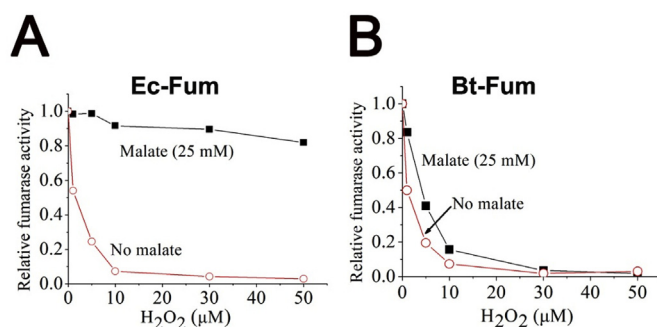 A
Ec-Fum
Relative fumarase activity
1.0
0.8
0.6
0.4
0.2
0.0
Malate (25 mM)
No malate
0 10 20 30 40 50
H₂O₂ (μM)
B
Bt-Fum
Relative fumarase activity
1.0
0.8
0.6
0.4
0.2
0.0
Malate (25 mM)
No malate
0 10 20 30 40 50
H₂O₂ (μM)